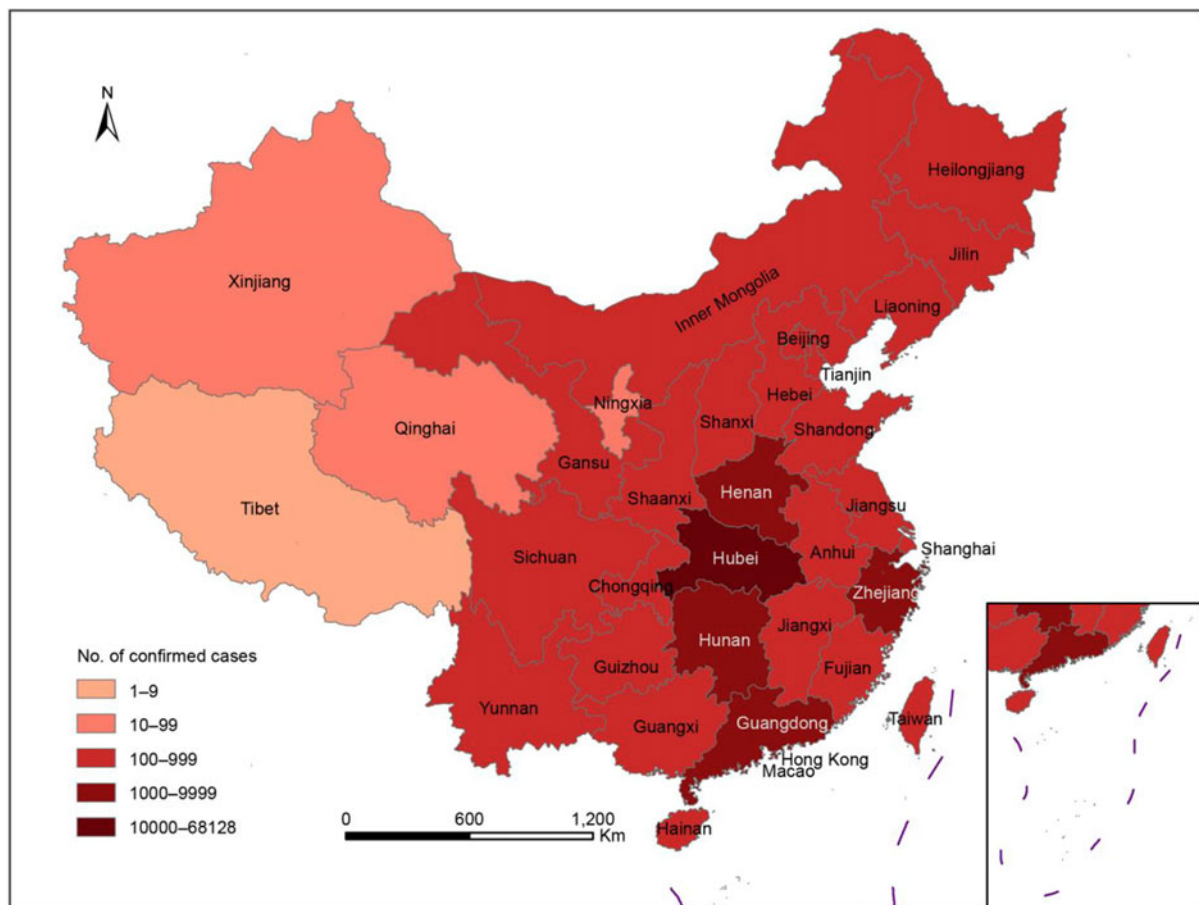 N
Heilongjiang
Jilin
Xinjiang
Inner Mongolia
Liaoning
Beijing
Tianjin
Hebei
Ningxia
Shanxi
Shandong
Qinghai
Gansu
Henan
Shaanxi
Jiangsu
Tibet
Sichuan
Hubei
Anhui
Shanghai
Chongqing
Zhejiang
Hunan
Jiangxi
Guizhou
Fujian
Yunnan
Guangxi
Guangdong
Taiwan
Hong Kong
Macao
Hainan
No. of confirmed cases
1–9
10–99
100–999
1000–9999
10000–68128
0 600 1,200
Km